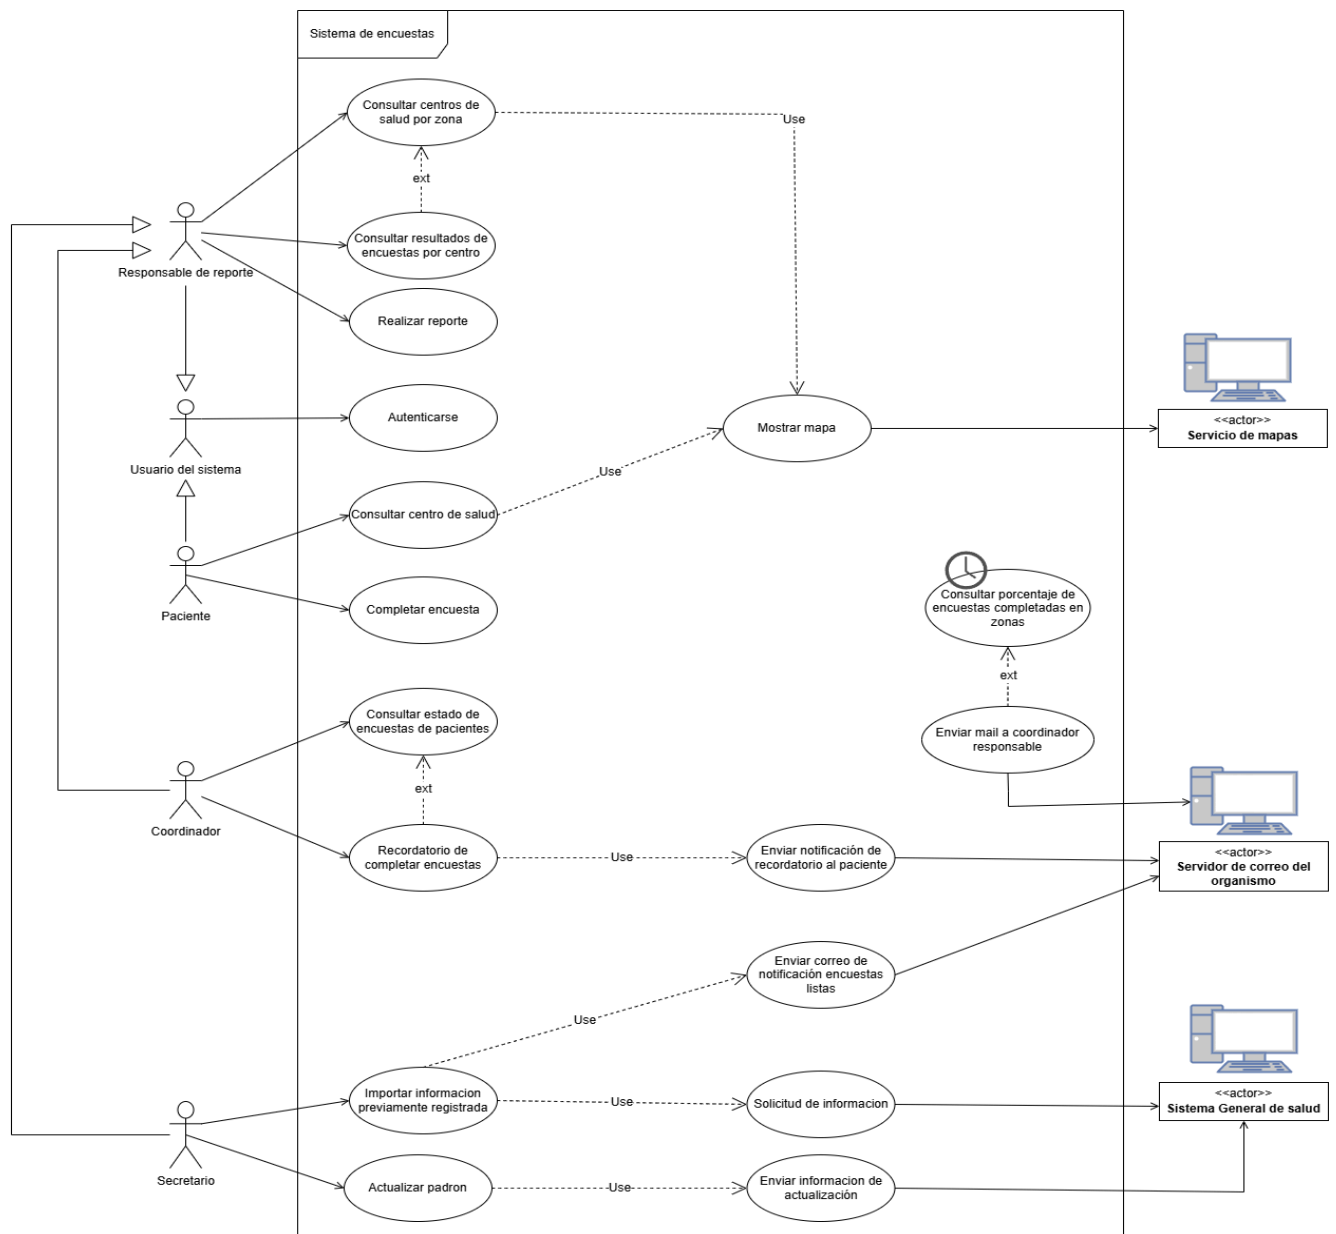 Sistema de encuestas
Consultar centros de
salud por zona
Use
ext
Consultar resultados de
encuestas por centro
Responsable de reporte
Realizar reporte
Autenticarse
Mostrar mapa
<<actor>>
Servicio de mapas
Usuario del sistema
Use
Consultar centro de salud
Paciente
Completar encuesta
Consultar porcentaje de
encuestas completadas en
zonas
ext
Consultar estado de
encuestas de pacientes
Enviar mail a coordinador
responsable
ext
Coordinador
Recordatorio de
completar encuestas
Use
Enviar notificación de
recordatorio al paciente
<<actor>>
Servidor de correo del
organismo
Enviar correo de
notificación encuestas
listas
Use
Importar informacion
previamente registrada
Use
Solicitud de informacion
<<actor>>
Sistema General de salud
Secretario
Actualizar padron
Use
Enviar informacion de
actualización